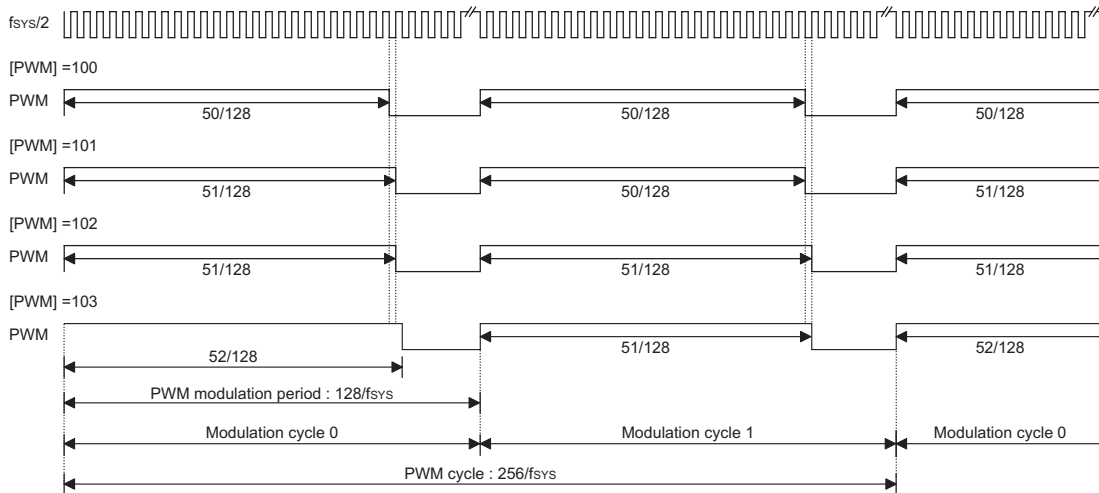 fSYS/2
[PWM] =100
PWM
50/128
50/128
50/128
[PWM] =101
PWM
51/128
50/128
51/128
[PWM] =102
PWM
51/128
51/128
51/128
[PWM] =103
PWM
52/128
51/128
52/128
PWM modulation period : 128/fSYS
Modulation cycle 0
Modulation cycle 1
Modulation cycle 0
PWM cycle : 256/fSYS